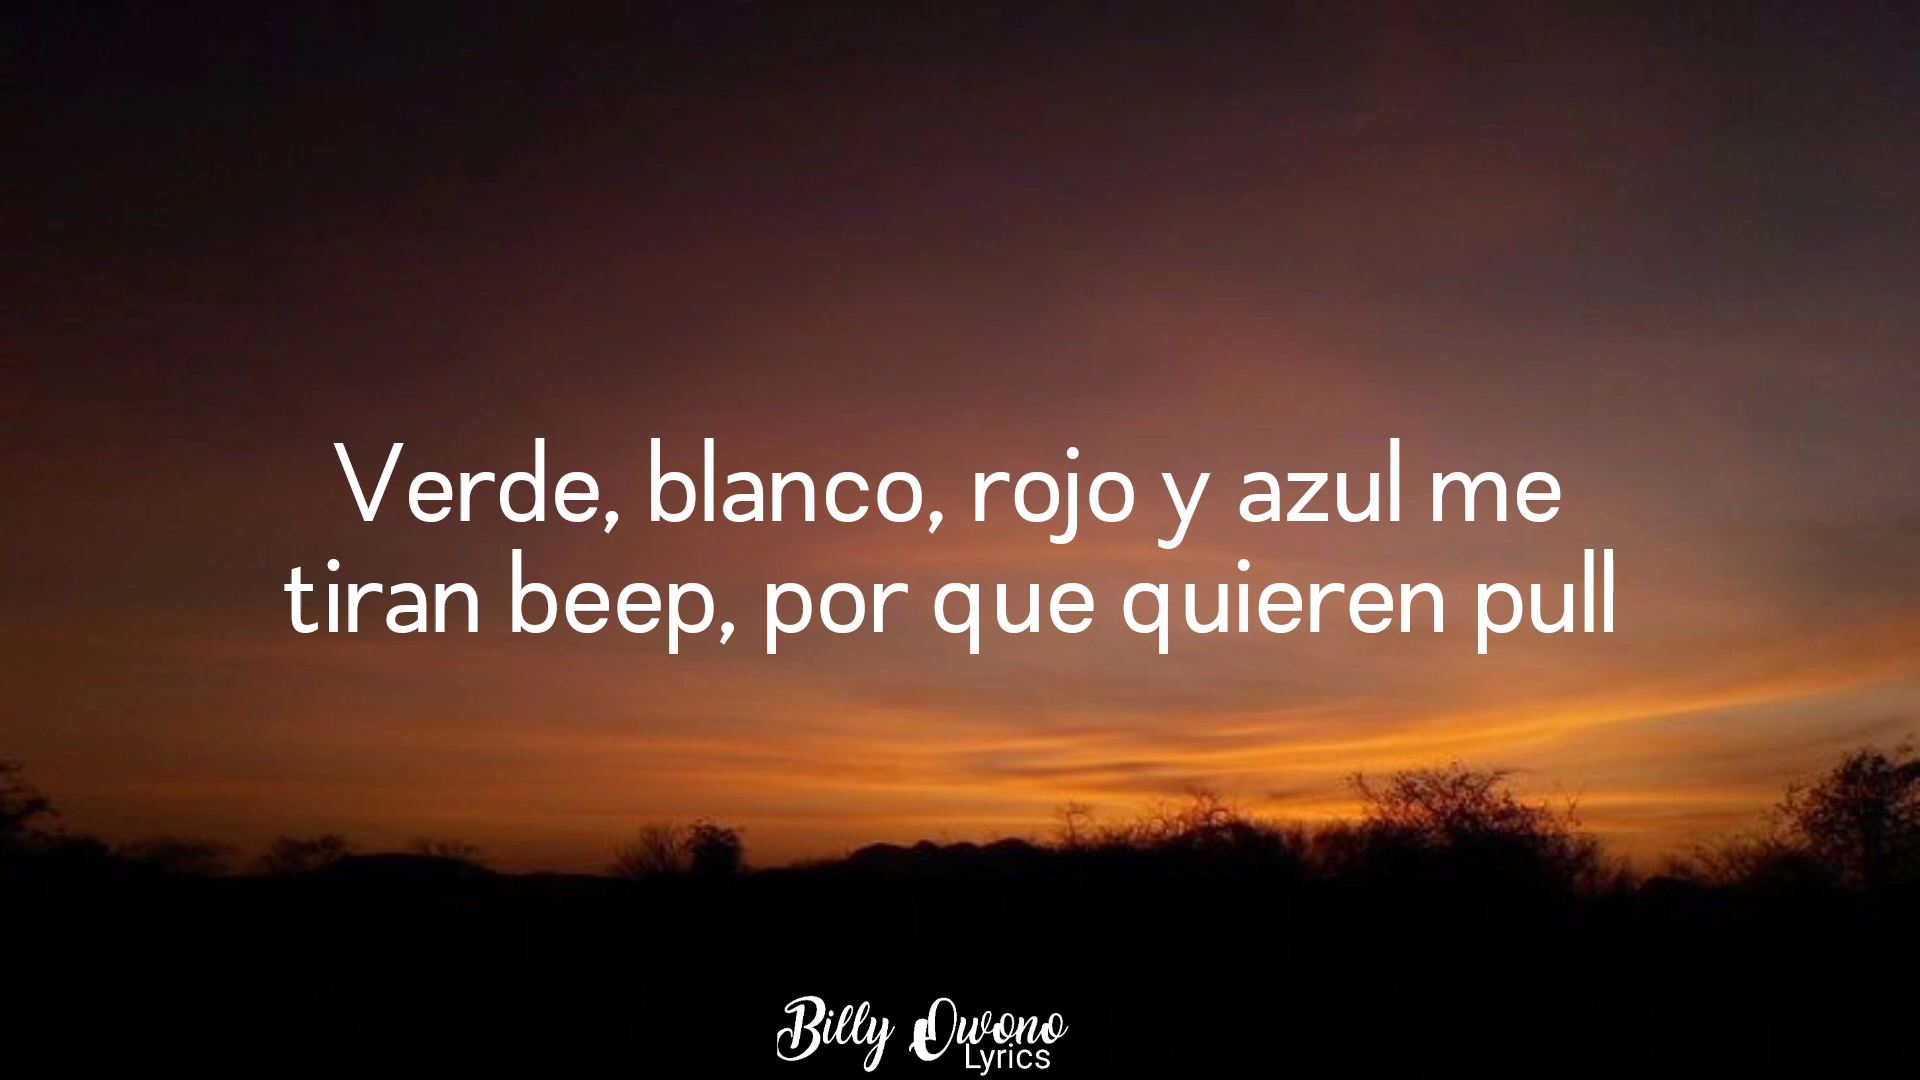 Verde, blanco, rojo y azul me
tiran beep, por que quieren pull
Billy Owono
Lyrics